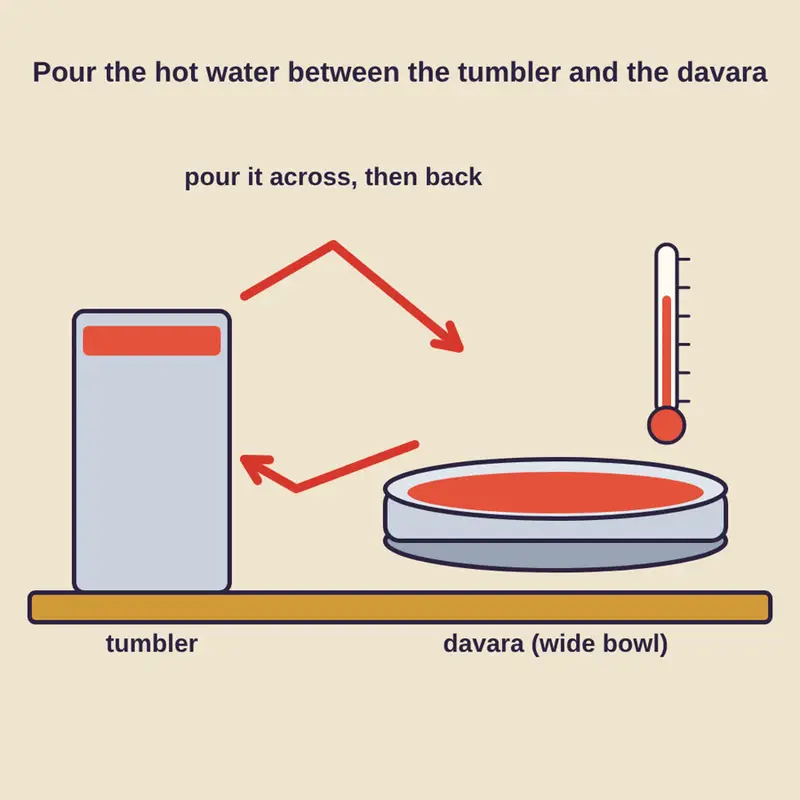 Pour the hot water between the tumbler and the davara
pour it across, then back
tumbler
davara (wide bowl)